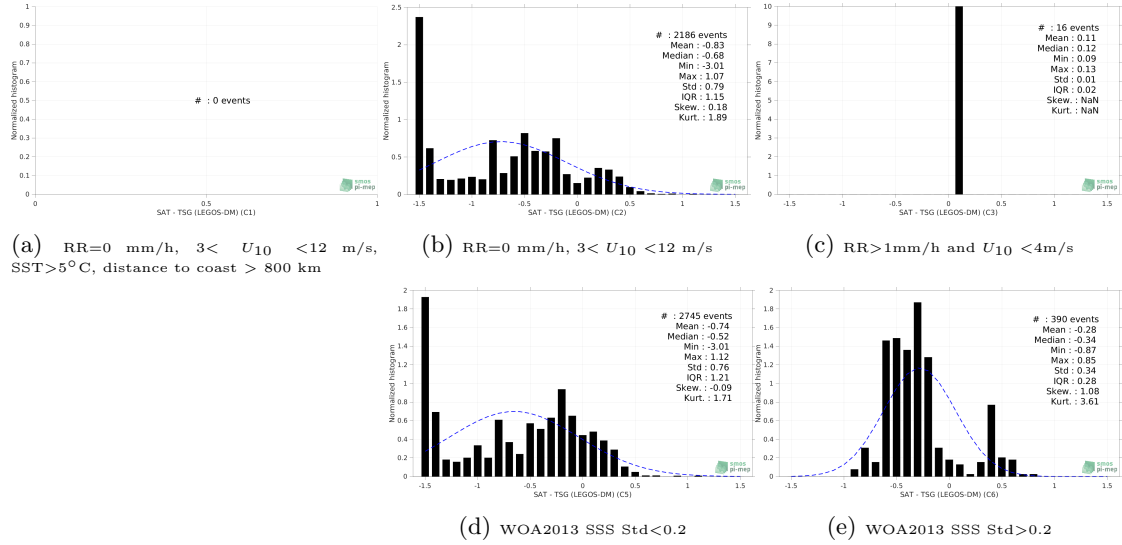 1
0.9
0.8
0.7
0.6
0.5
0.4
0.3
0.2
0.1
0
Normalized histogram
# : 0 events
smos
pi-mep
0 0.5 1
SAT - TSG (LEGOS-DM) (C1)
(a) RR=0 mm/h, 3< U10 <12 m/s,
SST>5°C, distance to coast > 800 km
2.5
2
1.5
1
0.5
0
Normalized histogram
# : 2186 events
Mean : -0.83
Median : -0.68
Min : -3.01
Max : 1.07
Std : 0.79
IQR : 1.15
Skew. : 0.18
Kurt. : 1.89
smos
pi-mep
-1.5 -1 -0.5 0 0.5 1 1.5
SAT - TSG (LEGOS-DM) (C2)
(b) RR=0 mm/h, 3< U10 <12 m/s
10
9
8
7
6
5
4
3
2
1
0
Normalized histogram
# : 16 events
Mean : 0.11
Median : 0.12
Min : 0.09
Max : 0.13
Std : 0.01
IQR : 0.02
Skew. : NaN
Kurt. : NaN
smos
pi-mep
-1.5 -1 -0.5 0 0.5 1 1.5
SAT - TSG (LEGOS-DM) (C3)
(c) RR>1mm/h and U10 <4m/s
2
1.8
1.6
1.4
1.2
1
0.8
0.6
0.4
0.2
0
Normalized histogram
# : 2745 events
Mean : -0.74
Median : -0.52
Min : -3.01
Max : 1.12
Std : 0.76
IQR : 1.21
Skew. : -0.09
Kurt. : 1.71
smos
pi-mep
-1.5 -1 -0.5 0 0.5 1 1.5
SAT - TSG (LEGOS-DM) (C5)
(d) WOA2013 SSS Std<0.2
2
1.8
1.6
1.4
1.2
1
0.8
0.6
0.4
0.2
0
Normalized histogram
# : 390 events
Mean : -0.28
Median : -0.34
Min : -0.87
Max : 0.85
Std : 0.34
IQR : 0.28
Skew. : 1.08
Kurt. : 3.61
smos
pi-mep
-1.5 -1 -0.5 0 0.5 1 1.5
SAT - TSG (LEGOS-DM) (C6)
(e) WOA2013 SSS Std>0.2